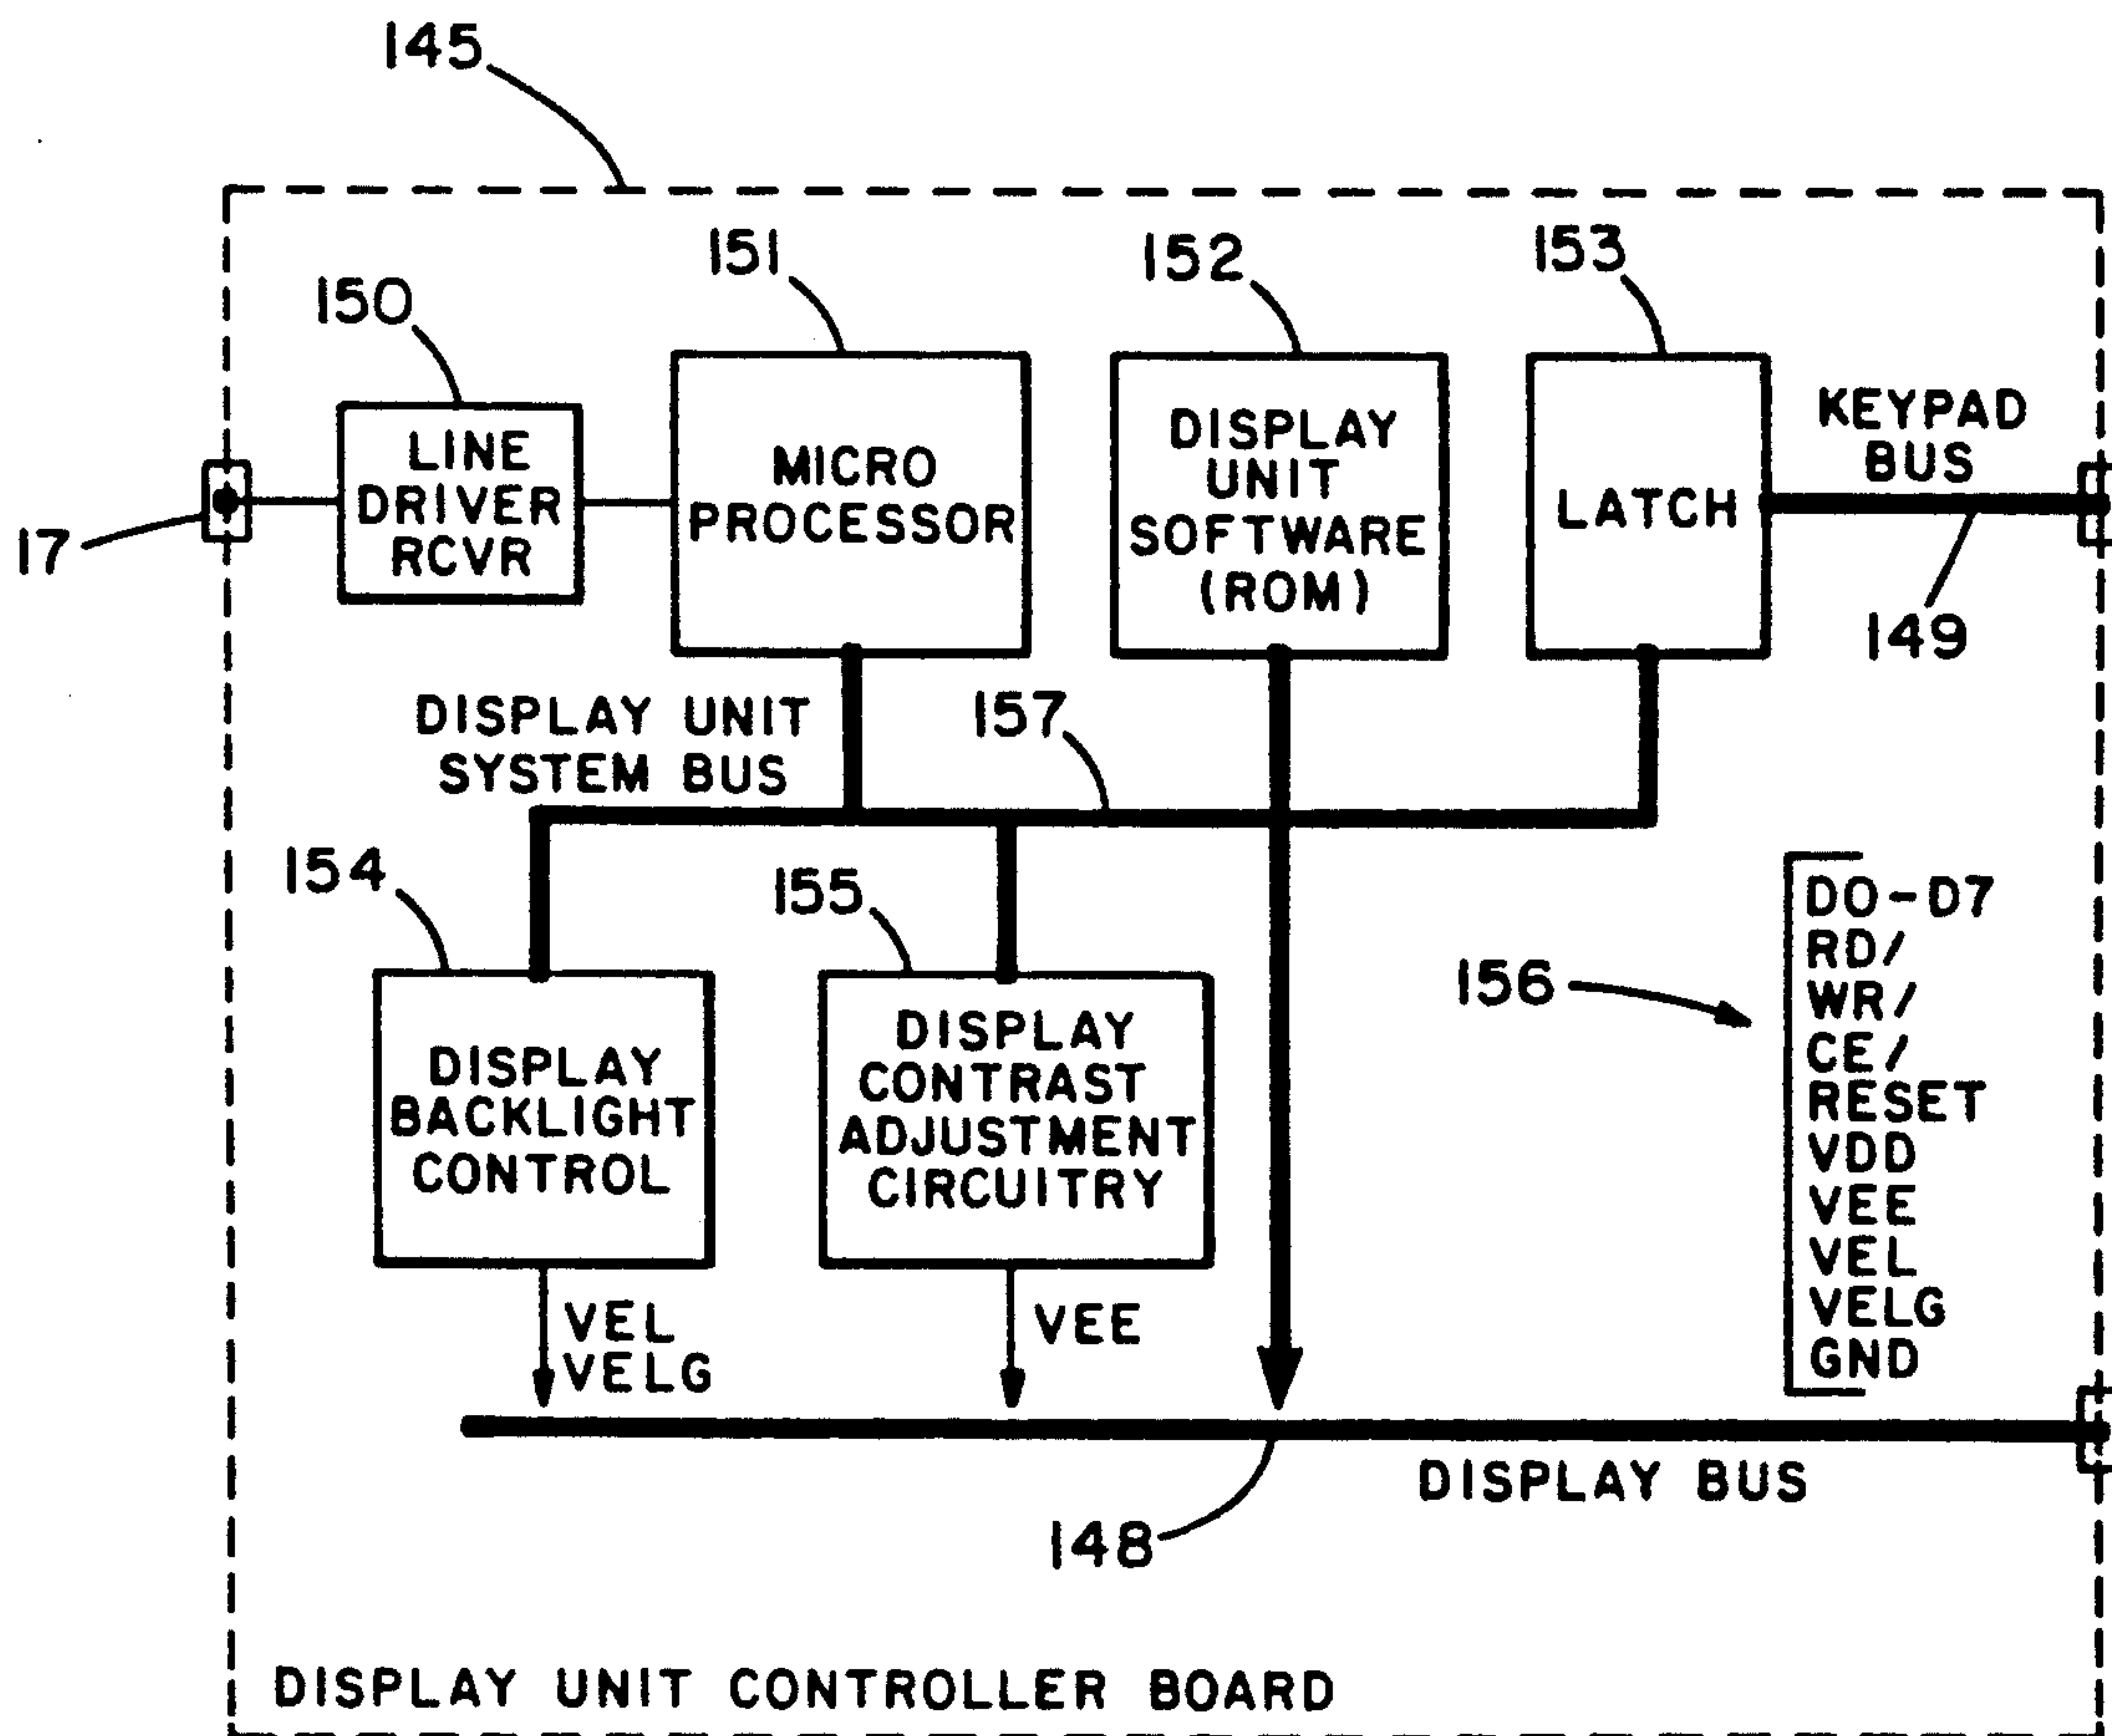 145
151
152
153
150
LINE
DRIVER
RCVR
MICRO
PROCESSOR
DISPLAY
UNIT
SOFTWARE
(ROM)
LATCH
KEYPAD
BUS
17
149
DISPLAY UNIT
SYSTEM BUS
157
154
155
156
DO-D7
RD/
WR/
CE/
RESET
VDD
VEE
VEL
VELG
GND
DISPLAY
BACKLIGHT
CONTROL
DISPLAY
CONTRAST
ADJUSTMENT
CIRCUITRY
VEL
VELG
VEE
DISPLAY BUS
148
DISPLAY UNIT CONTROLLER BOARD